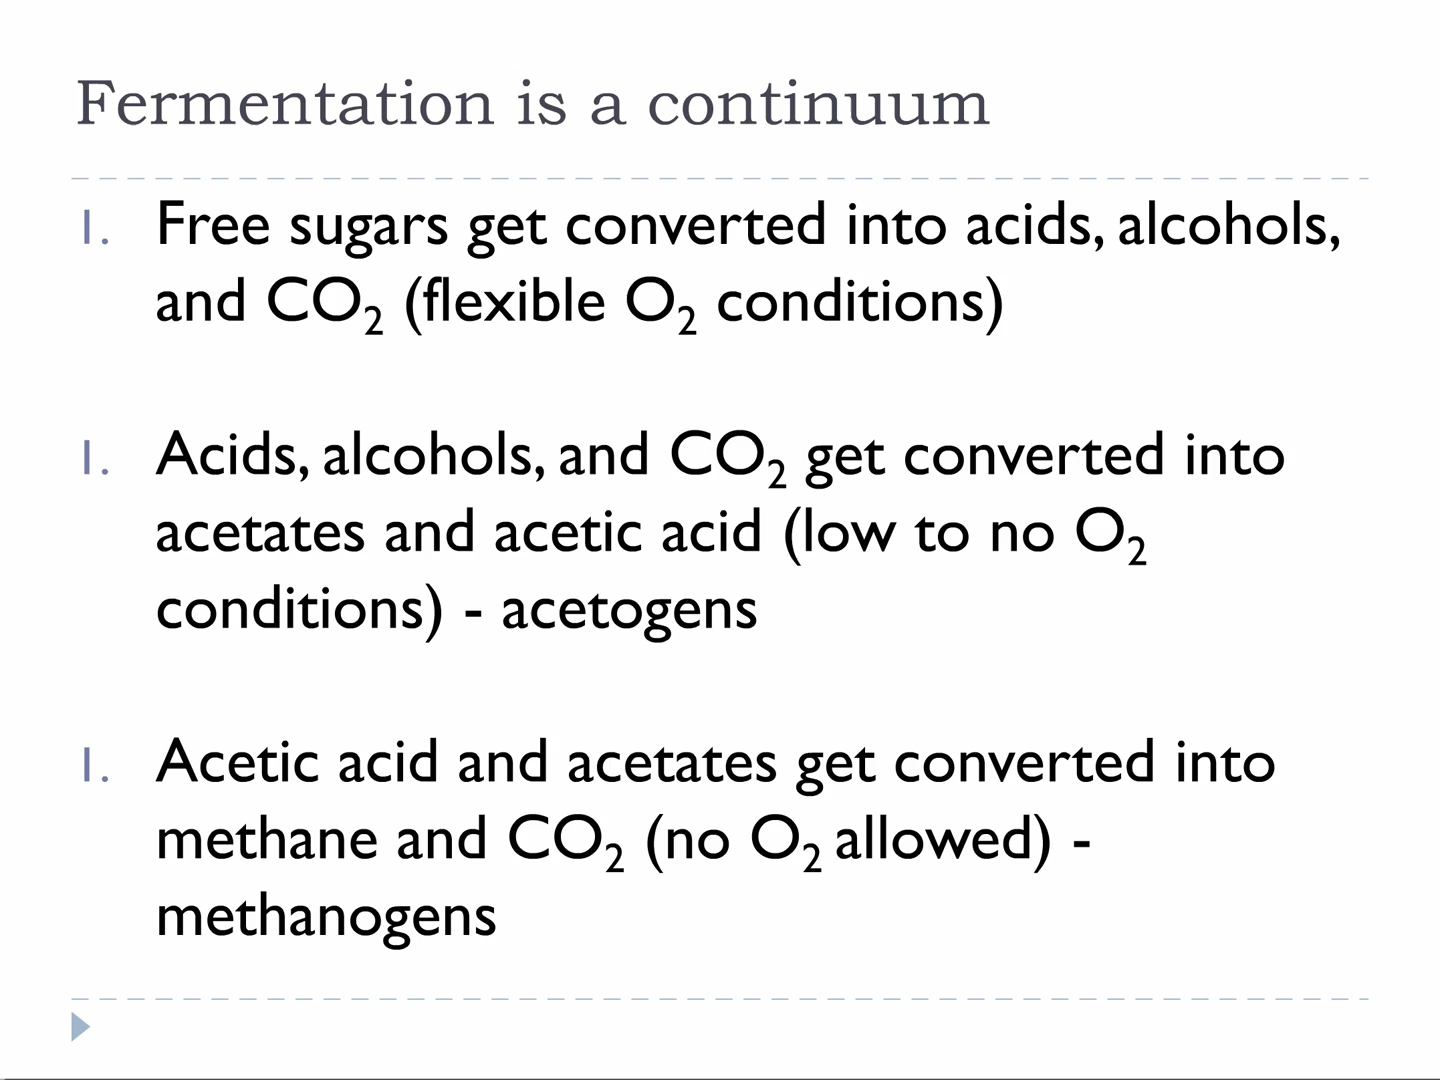 Fermentation is a continuum
1. Free sugars get converted into acids, alcohols,
and CO₂ (flexible O₂ conditions)
1. Acids, alcohols, and CO₂ get converted into
acetates and acetic acid (low to no O₂
conditions) - acetogens
1. Acetic acid and acetates get converted into
methane and CO₂ (no O₂ allowed) -
methanogens